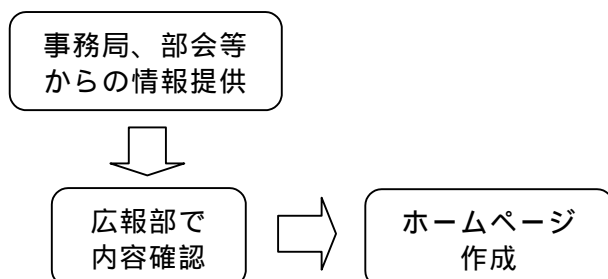 事務局、部会等
からの情報提供
広報部で
内容確認
ホームページ
作成